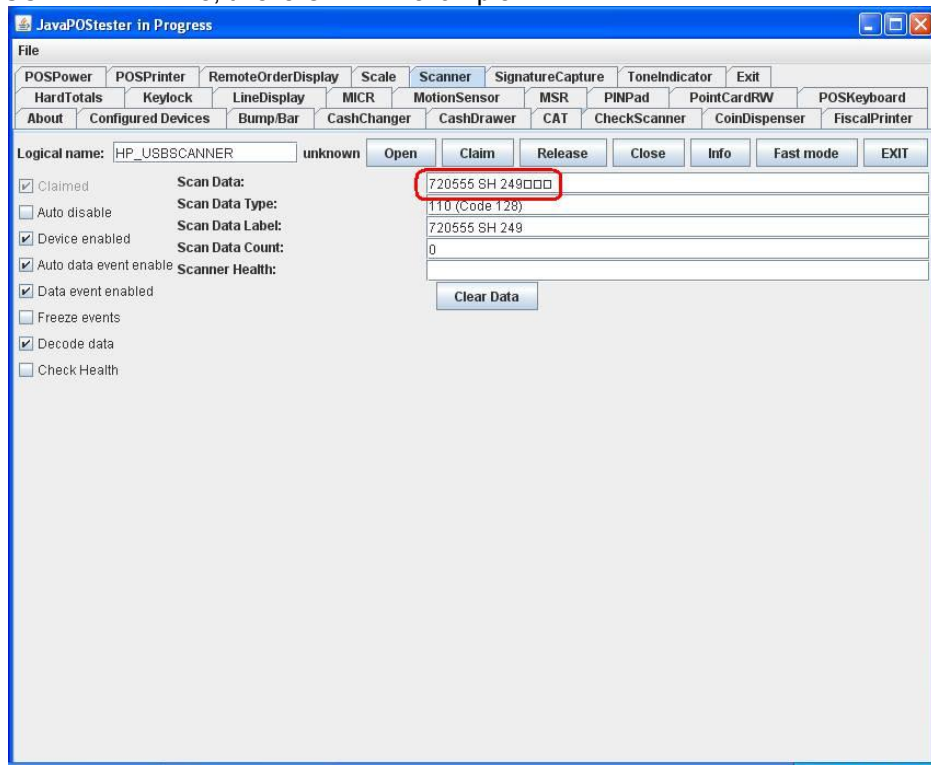 JavaPOStester in Progress
File
POSPower POSPrinter RemoteOrderDisplay Scale Scanner SignatureCapture ToneIndicator Exit
HardTotals Keylock LineDisplay MICR MotionSensor MSR PINPad PointCardRW POSKeyboard
About Configured Devices Bump/Bar CashChanger CashDrawer CAT CheckScanner CoinDispenser FiscalPrinter
Logical name: HP_USBSCANNER unknown Open Claim Release Close Info Fast mode EXIT
Claimed
Auto disable
Device enabled
Auto data event enable
Data event enabled
Freeze events
Decode data
Check Health
Scan Data: 720555 SH 249□□□
Scan Data Type: 110 (Code 128)
Scan Data Label: 720555 SH 249
Scan Data Count: 0
Scanner Health:
Clear Data